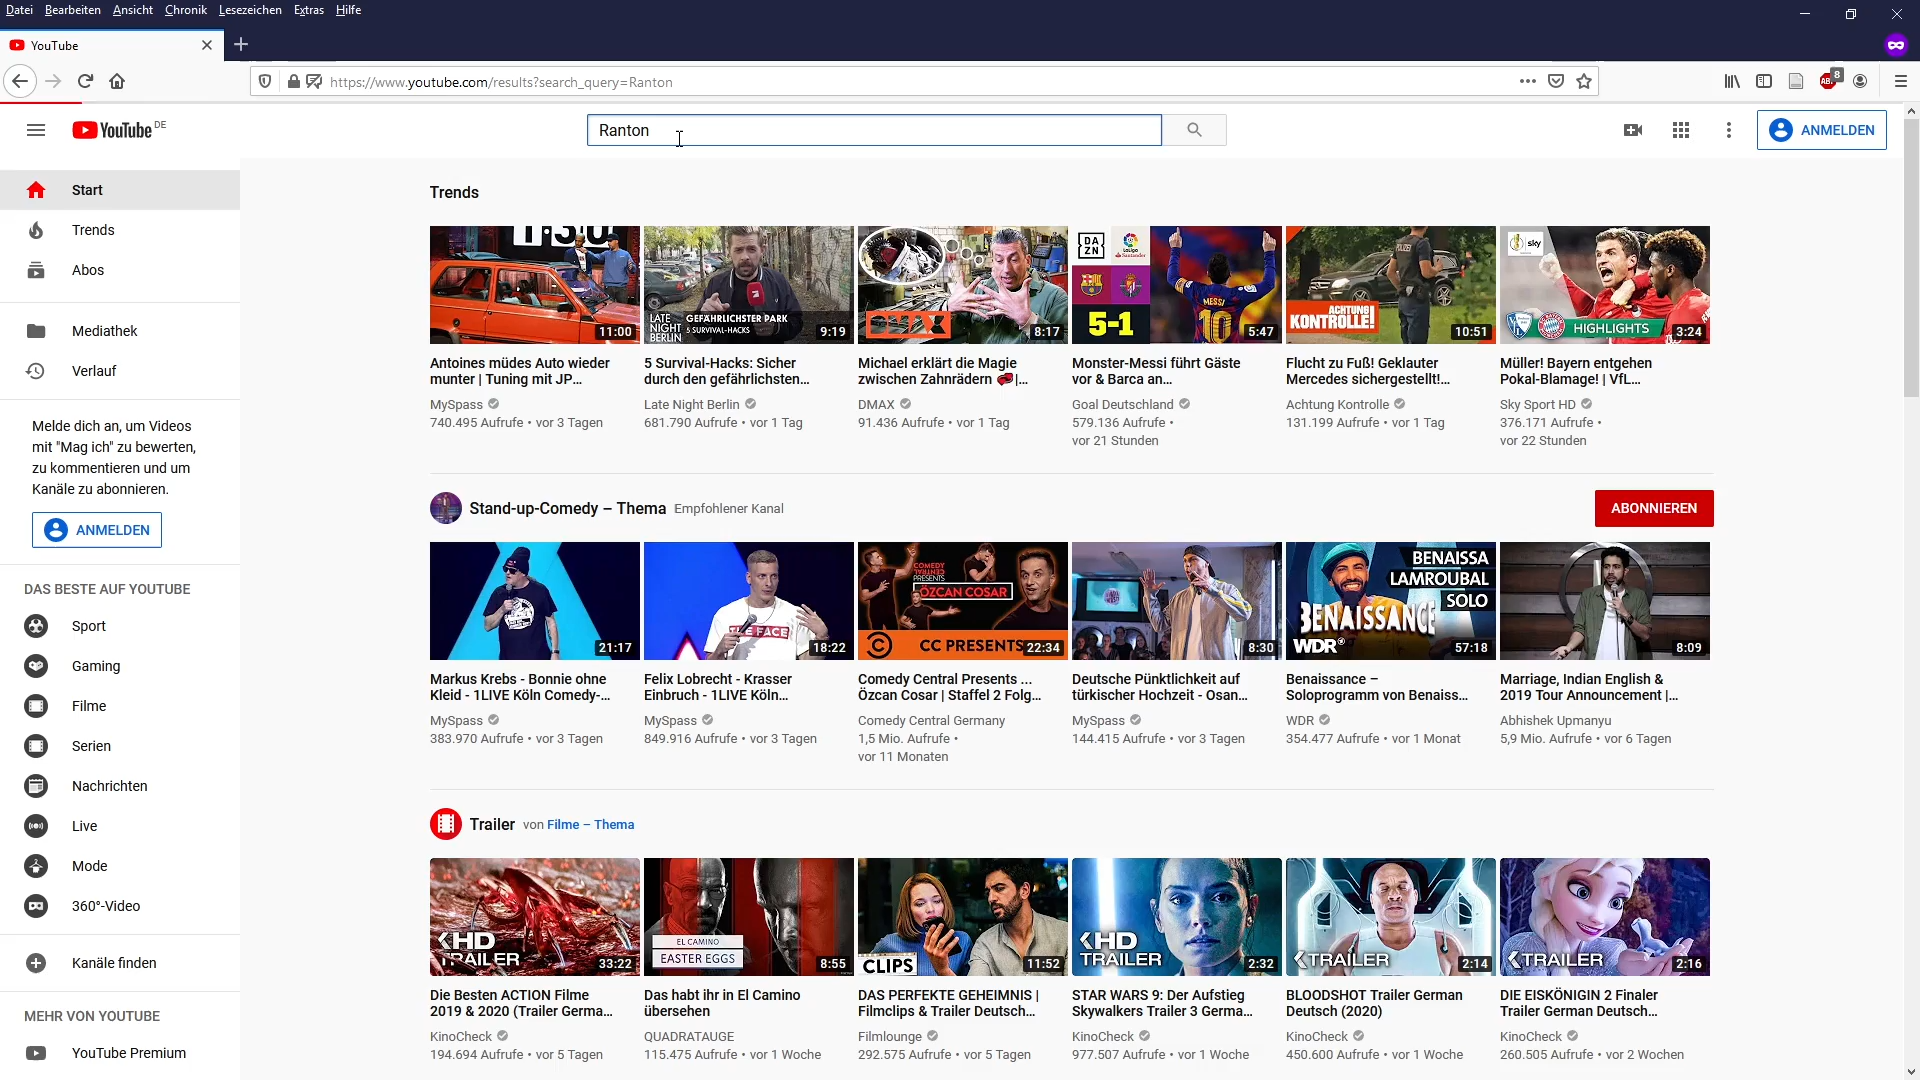 Datei Bearbeiten Ansicht Chronik Lesezeichen Extras Hilfe
YouTube
https://www.youtube.com/results?search_query=Ranton
8
YouTube DE
Ranton
ANMELDEN
Start
Trends
Abos
Mediathek
Verlauf
Melde dich an, um Videos
mit "Mag ich" zu bewerten,
zu kommentieren und um
Kanäle zu abonnieren.
ANMELDEN
DAS BESTE AUF YOUTUBE
Sport
Gaming
Filme
Serien
Nachrichten
Live
Mode
360°-Video
Kanäle finden
MEHR VON YOUTUBE
YouTube Premium
Trends
11:00
LATE
NIGHT
BERLIN
GEFÄHRLICHSTER PARK
5 SURVIVAL-HACKS
9:19
DMAX
8:17
DAZN
LaLiga
Santander
MESSI
10
5-1
5:47
POLIZEI
ACHTUNG
KONTROLLE!
10:51
sky
HIGHLIGHTS
3:24
Antoines müdes Auto wieder
munter | Tuning mit JP...
MySpass
740.495 Aufrufe • vor 3 Tagen
5 Survival-Hacks: Sicher
durch den gefährlichsten...
Late Night Berlin
681.790 Aufrufe • vor 1 Tag
Michael erklärt die Magie
zwischen Zahnrädern |...
DMAX
91.436 Aufrufe • vor 1 Tag
Monster-Messi führt Gäste
vor & Barca an...
Goal Deutschland
579.136 Aufrufe •
vor 21 Stunden
Flucht zu Fuß! Geklauter
Mercedes sichergestellt!...
Achtung Kontrolle
131.199 Aufrufe • vor 1 Tag
Müller! Bayern entgehen
Pokal-Blamage! | VfL...
Sky Sport HD
376.171 Aufrufe •
vor 22 Stunden
Stand-up-Comedy – Thema Empfohlener Kanal
ABONNIEREN
21:17
THE FACE
18:22
COMEDY
CENTRAL
PRESENTS
ÖZCAN COSAR
CC PRESENTS
22:34
8:30
BENAISSA
LAMROUBAL
SOLO
BENAISSANCE
WDR
57:18
8:09
Markus Krebs - Bonnie ohne
Kleid - 1LIVE Köln Comedy-...
MySpass
383.970 Aufrufe • vor 3 Tagen
Felix Lobrecht - Krasser
Einbruch - 1LIVE Köln...
MySpass
849.916 Aufrufe • vor 3 Tagen
Comedy Central Presents ...
Özcan Cosar | Staffel 2 Folg...
Comedy Central Germany
1,5 Mio. Aufrufe •
vor 11 Monaten
Deutsche Pünktlichkeit auf
türkischer Hochzeit - Osan...
MySpass
144.415 Aufrufe • vor 3 Tagen
Benaissance –
Soloprogramm von Benaiss...
WDR
354.477 Aufrufe • vor 1 Monat
Marriage, Indian English &
2019 Tour Announcement |...
Abhishek Upmanyu
5,9 Mio. Aufrufe • vor 6 Tagen
Trailer von Filme – Thema
HD
TRAILER
33:22
EL CAMINO
EASTER EGGS
8:55
CLIPS
11:52
HD
TRAILER
2:32
TRAILER
2:14
TRAILER
2:16
Die Besten ACTION Filme
2019 & 2020 (Trailer Germa...
KinoCheck
194.694 Aufrufe • vor 5 Tagen
Das habt ihr in El Camino
übersehen
QUADRATAUGE
115.475 Aufrufe • vor 1 Woche
DAS PERFEKTE GEHEIMNIS |
Filmclips & Trailer Deutsch...
Filmlounge
292.575 Aufrufe • vor 5 Tagen
STAR WARS 9: Der Aufstieg
Skywalkers Trailer 3 Germa...
KinoCheck
977.507 Aufrufe • vor 1 Woche
BLOODSHOT Trailer German
Deutsch (2020)
KinoCheck
450.600 Aufrufe • vor 1 Woche
DIE EISKÖNIGIN 2 Finaler
Trailer German Deutsch...
KinoCheck
260.505 Aufrufe • vor 2 Wochen